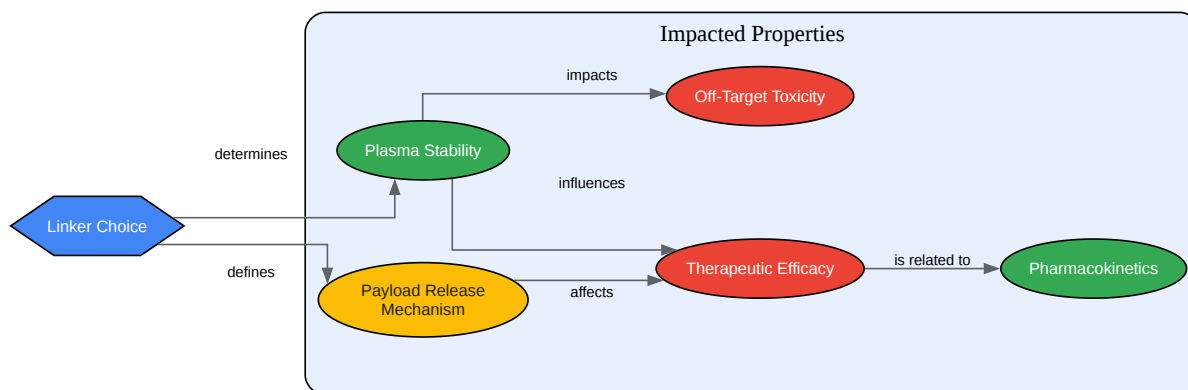 Impacted Properties
impacts
Off-Target Toxicity
Plasma Stability
determines
influences
Linker Choice
defines
Payload Release
Mechanism
affects
Therapeutic Efficacy
is related to
Pharmacokinetics